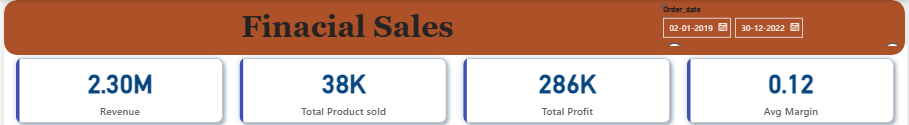 Finacial Sales
Order_date
02-01-2019 30-12-2022
2.30M 38K 286K 0.12
Revenue Total Product sold Total Profit Avg Margin